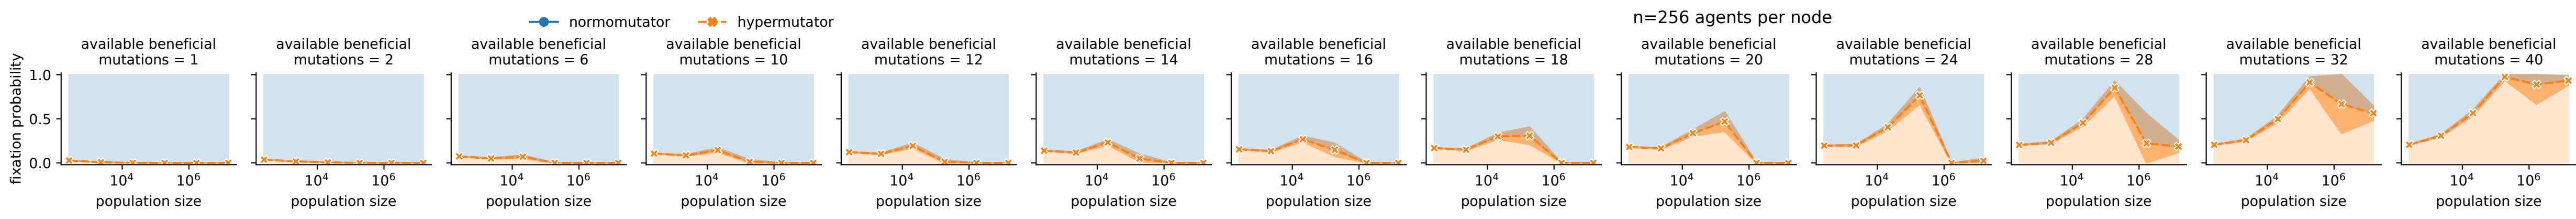 normomutator
hypermutator
n=256 agents per node
available beneficial
mutations = 1
available beneficial
mutations = 2
available beneficial
mutations = 6
available beneficial
mutations = 10
available beneficial
mutations = 12
available beneficial
mutations = 14
available beneficial
mutations = 16
available beneficial
mutations = 18
available beneficial
mutations = 20
available beneficial
mutations = 24
available beneficial
mutations = 28
available beneficial
mutations = 32
available beneficial
mutations = 40
fixation probability
1.0
0.5
0.0
10⁴ 10⁶
10⁴ 10⁶
10⁴ 10⁶
10⁴ 10⁶
10⁴ 10⁶
10⁴ 10⁶
10⁴ 10⁶
10⁴ 10⁶
10⁴ 10⁶
10⁴ 10⁶
10⁴ 10⁶
10⁴ 10⁶
10⁴ 10⁶
population size
population size
population size
population size
population size
population size
population size
population size
population size
population size
population size
population size
population size